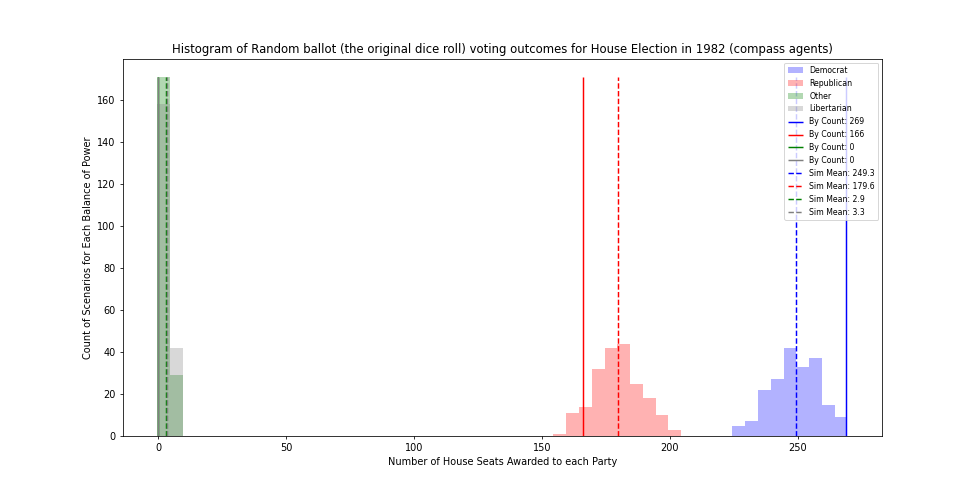 Histogram of Random ballot (the original dice roll) voting outcomes for House Election in 1982 (compass agents)
Count of Scenarios for Each Balance of Power
160
140
120
100
80
60
40
20
0
Democrat
Republican
Other
Libertarian
By Count: 269
By Count: 166
By Count: 0
By Count: 0
Sim Mean: 249.3
Sim Mean: 179.6
Sim Mean: 2.9
Sim Mean: 3.3
0 50 100 150 200 250
Number of House Seats Awarded to each Party